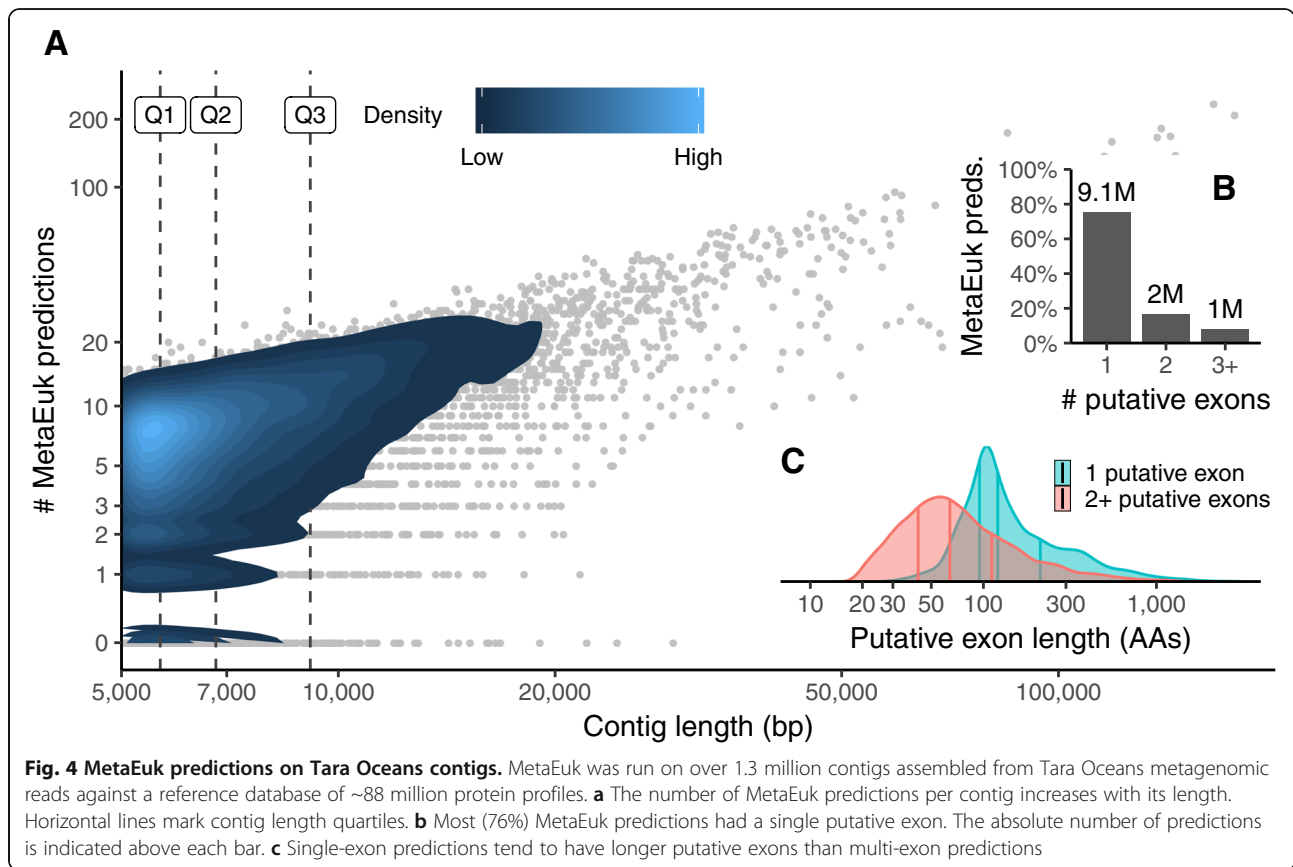 A
Q1 Q2 Q3 Density
Low High
# MetaEuk predictions
200
100
20
10
5
3
2
1
0
5,000 7,000 10,000 20,000 50,000 100,000
Contig length (bp)
B
MetaEuk preds.
100%
80%
60%
40%
20%
0%
9.1M
2M
1M
1 2 3+
# putative exons
C
1 putative exon
2+ putative exons
10 20 30 50 100 300 1,000
Putative exon length (AAs)
Fig. 4 MetaEuk predictions on Tara Oceans contigs. MetaEuk was run on over 1.3 million contigs assembled from Tara Oceans metagenomic
reads against a reference database of ~88 million protein profiles. a The number of MetaEuk predictions per contig increases with its length.
Horizontal lines mark contig length quartiles. b Most (76%) MetaEuk predictions had a single putative exon. The absolute number of predictions
is indicated above each bar. c Single-exon predictions tend to have longer putative exons than multi-exon predictions